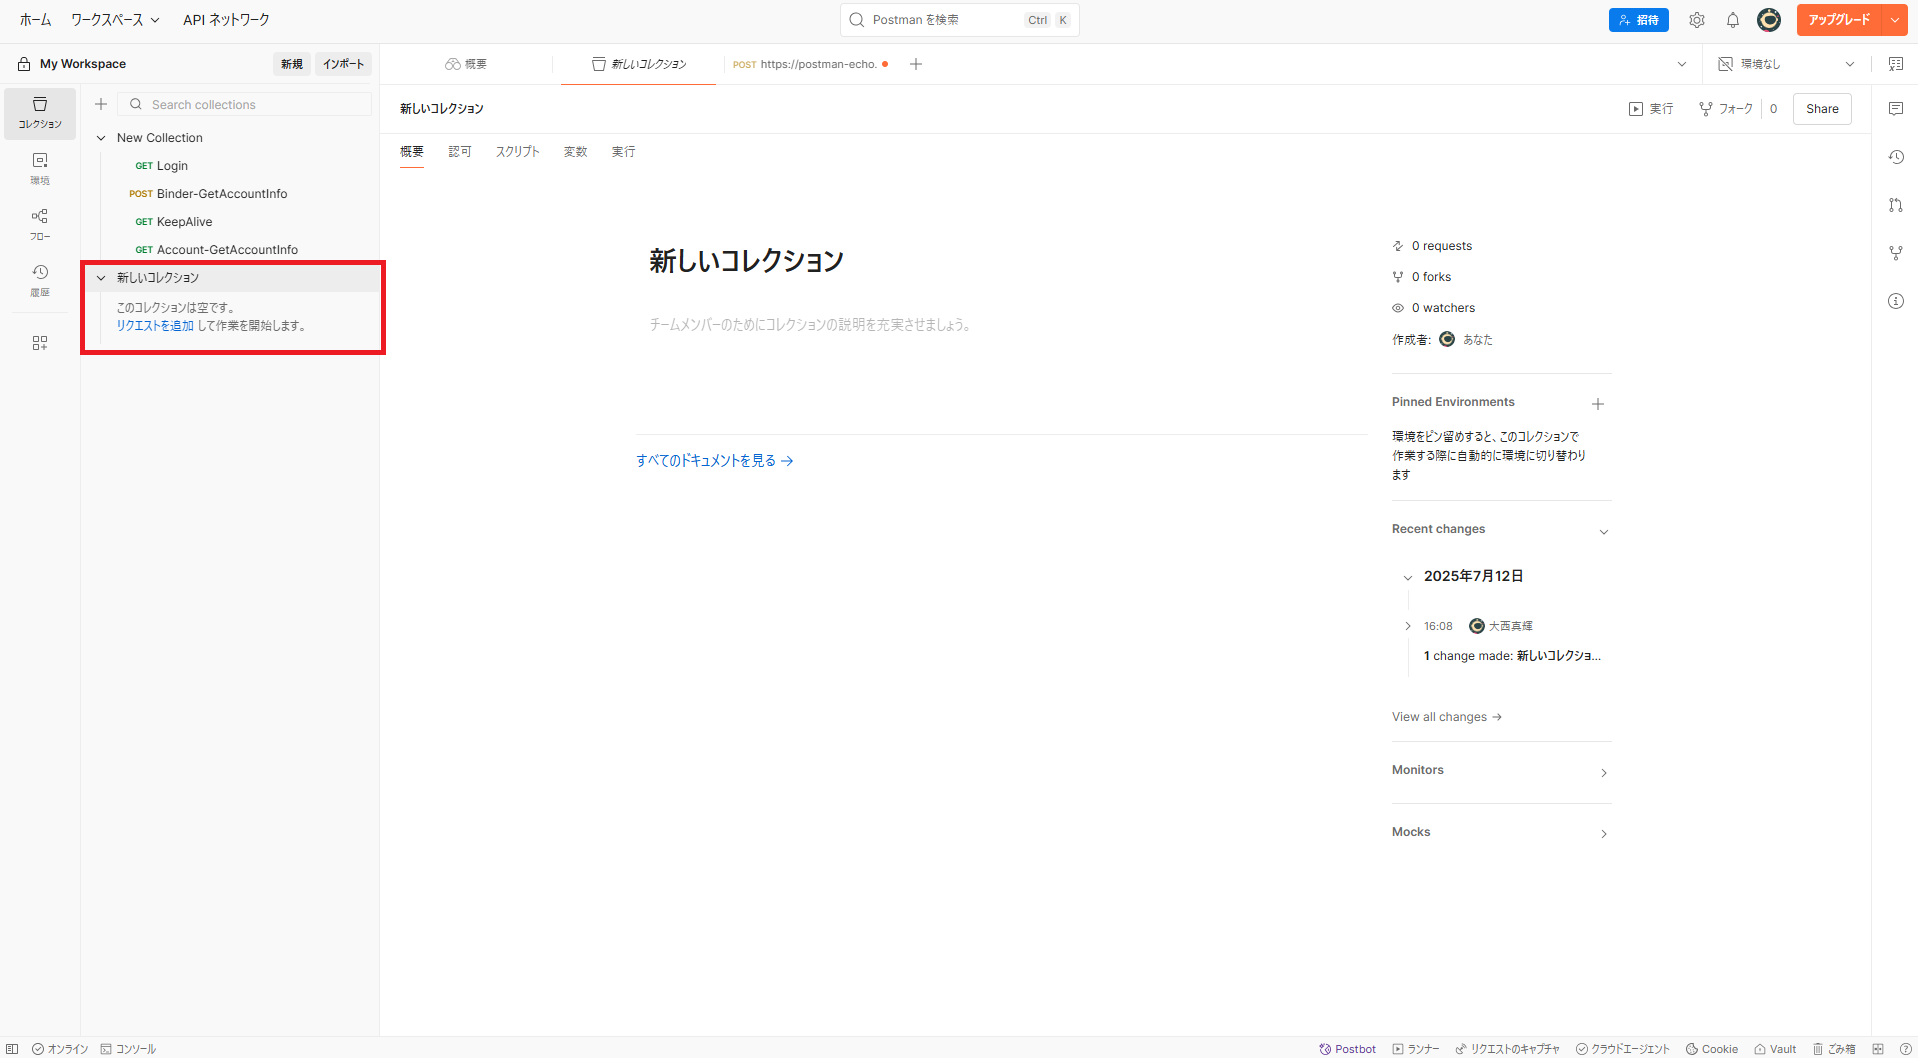 ホーム ワークスペース API ネットワーク
Postman を検索 Ctrl K
招待
アップグレード
My Workspace 新規 インポート
概要 新しいコレクション POST https://postman-echo.
環境なし
コレクション
環境
フロー
履歴
Search collections
New Collection
GET Login
POST Binder-GetAccountInfo
GET KeepAlive
GET Account-GetAccountInfo
新しいコレクション
このコレクションは空です。
リクエストを追加 して作業を開始します。
新しいコレクション
実行 フォーク 0 Share
概要 認可 スクリプト 変数 実行
新しいコレクション
チームメンバーのためにコレクションの説明を充実させましょう。
すべてのドキュメントを見る →
0 requests
0 forks
0 watchers
作成者: あなた
Pinned Environments
環境をピン留めすると、このコレクションで
作業する際に自動的に環境に切り替わり
ます
Recent changes
2025年7月12日
16:08 大西真輝
1 change made: 新しいコレクショ...
View all changes →
Monitors
Mocks
オンライン コンソール
Postbot ランナー リクエストのキャプチャ クラウドエージェント Cookie Vault ごみ箱